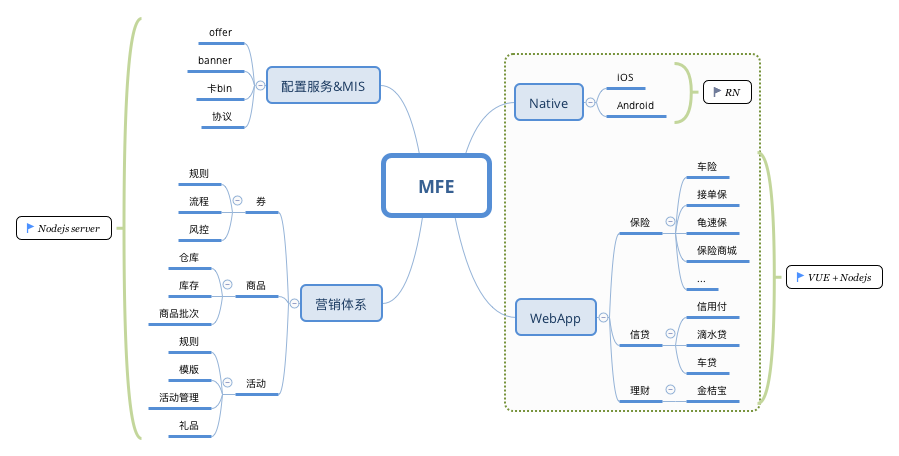 MFE
配置服务&MIS
offer
banner
卡bin
协议
营销体系
券
规则
流程
风控
商品
仓库
库存
商品批次
活动
规则
模版
活动管理
礼品
Nodejs server
Native
iOS
Android
RN
WebApp
保险
车险
接单保
龟速保
保险商城
...
信贷
信用付
滴水贷
车贷
理财
金桔宝
VUE + Nodejs